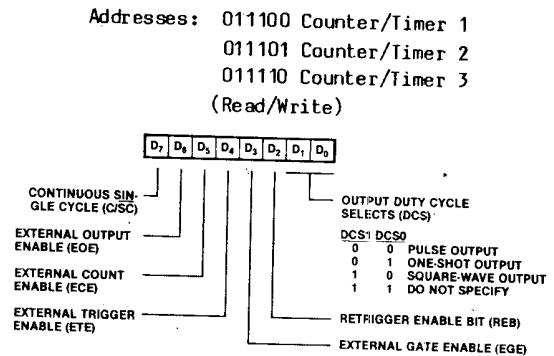 Addresses: 011100 Counter/Timer 1
011101 Counter/Timer 2
011110 Counter/Timer 3
(Read/Write)
D7 D6 D5 D4 D3 D2 D1 D0
CONTINUOUS SIN-
GLE CYCLE (C/SC)
EXTERNAL OUTPUT
ENABLE (EOE)
EXTERNAL COUNT
ENABLE (ECE)
EXTERNAL TRIGGER
ENABLE (ETE)
OUTPUT DUTY CYCLE
SELECTS (DCS)
DCS1 DCS0
0 0 PULSE OUTPUT
0 1 ONE-SHOT OUTPUT
1 0 SQUARE-WAVE OUTPUT
1 1 DO NOT SPECIFY
RETRIGGER ENABLE BIT (REB)
EXTERNAL GATE ENABLE (EGE)